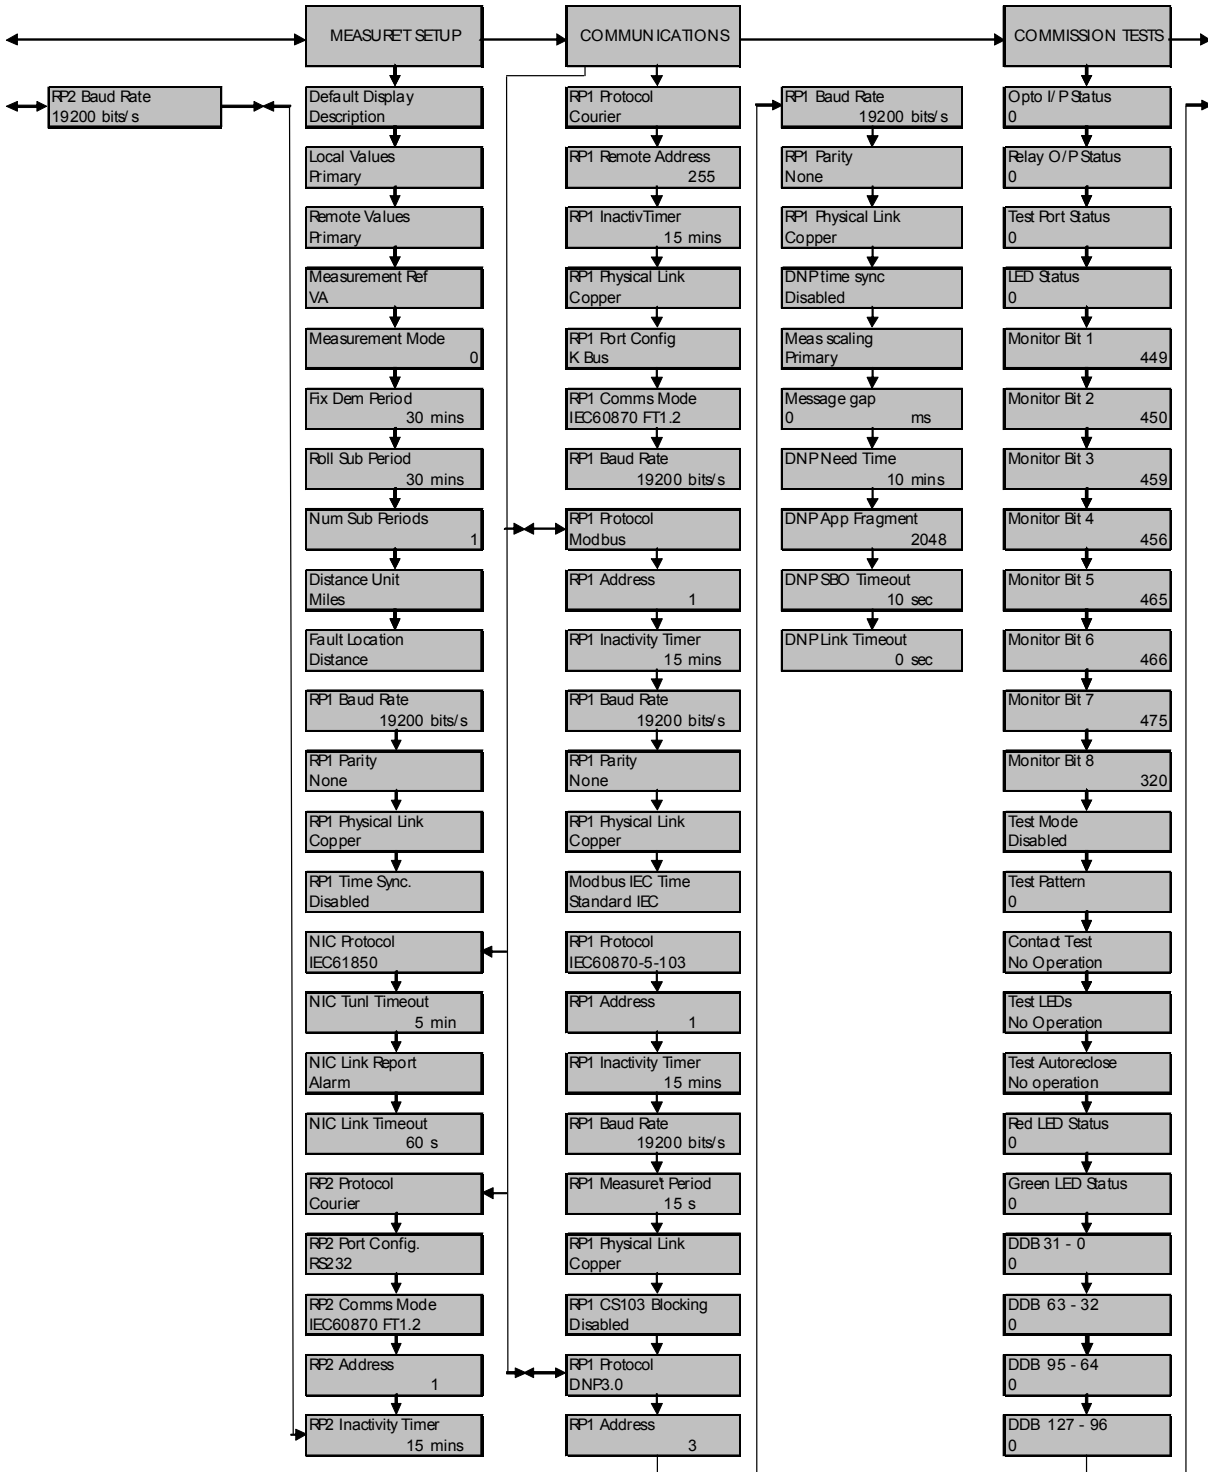 MEASURE'T SETUP
COMMUNICATIONS
COMMISSION TESTS
RP2 Baud Rate
19200 bits/s
Default Display
Description
Local Values
Primary
Remote Values
Primary
Measurement Ref
VA
Measurement Mode
0
Fix Dem Period
30 mins
Roll Sub Period
30 mins
Num Sub Periods
1
Distance Unit
Miles
Fault Location
Distance
RP1 Baud Rate
19200 bits/s
RP1 Parity
None
RP1 Physical Link
Copper
RP1 Time Sync.
Disabled
NIC Protocol
IEC61850
NIC Tunl Timeout
5 min
NIC Link Report
Alarm
NIC Link Timeout
60 s
RP2 Protocol
Courier
RP2 Port Config.
RS232
RP2 Comms Mode
IEC60870 FT1.2
RP2 Address
1
RP2 Inactivity Timer
15 mins
RP1 Protocol
Courier
RP1 Remote Address
255
RP1 InactivTimer
15 mins
RP1 Physical Link
Copper
RP1 Port Config
K Bus
RP1 Comms Mode
IEC60870 FT1.2
RP1 Baud Rate
19200 bits/s
RP1 Protocol
Modbus
RP1 Address
1
RP1 Inactivity Timer
15 mins
RP1 Baud Rate
19200 bits/s
RP1 Parity
None
RP1 Physical Link
Copper
Modbus IEC Time
Standard IEC
RP1 Protocol
IEC60870-5-103
RP1 Address
1
RP1 Inactivity Timer
15 mins
RP1 Baud Rate
19200 bits/s
RP1 Measure't Period
15 s
RP1 Physical Link
Copper
RP1 CS103 Blocking
Disabled
RP1 Protocol
DNP3.0
RP1 Address
3
RP1 Baud Rate
19200 bits/s
RP1 Parity
None
RP1 Physical Link
Copper
DNP time sync
Disabled
Meas scaling
Primary
Message gap
0 ms
DNP Need Time
10 mins
DNP App Fragment
2048
DNP SBO Timeout
10 sec
DNP Link Timeout
0 sec
Opto I/P Status
0
Relay O/P Status
0
Test Port Status
0
LED Status
0
Monitor Bit 1
449
Monitor Bit 2
450
Monitor Bit 3
459
Monitor Bit 4
456
Monitor Bit 5
465
Monitor Bit 6
466
Monitor Bit 7
475
Monitor Bit 8
320
Test Mode
Disabled
Test Pattern
0
Contact Test
No Operation
Test LEDs
No Operation
Test Autoreclose
No operation
Red LED Status
0
Green LED Status
0
DDB 31 - 0
0
DDB 63 - 32
0
DDB 95 - 64
0
DDB 127 - 96
0